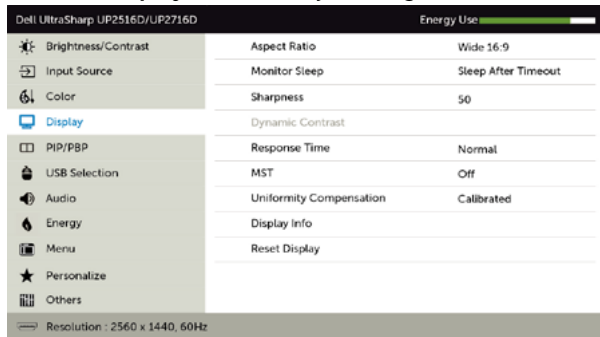 Dell UltraSharp UP2516D/UP2716D Energy Use
Brightness/Contrast Aspect Ratio Wide 16:9
Input Source Monitor Sleep Sleep After Timeout
Color Sharpness 50
Display Dynamic Contrast
PIP/PBP Response Time Normal
USB Selection MST Off
Audio Uniformity Compensation Calibrated
Energy Display Info
Menu Reset Display
Personalize
Others
Resolution : 2560 x 1440, 60Hz